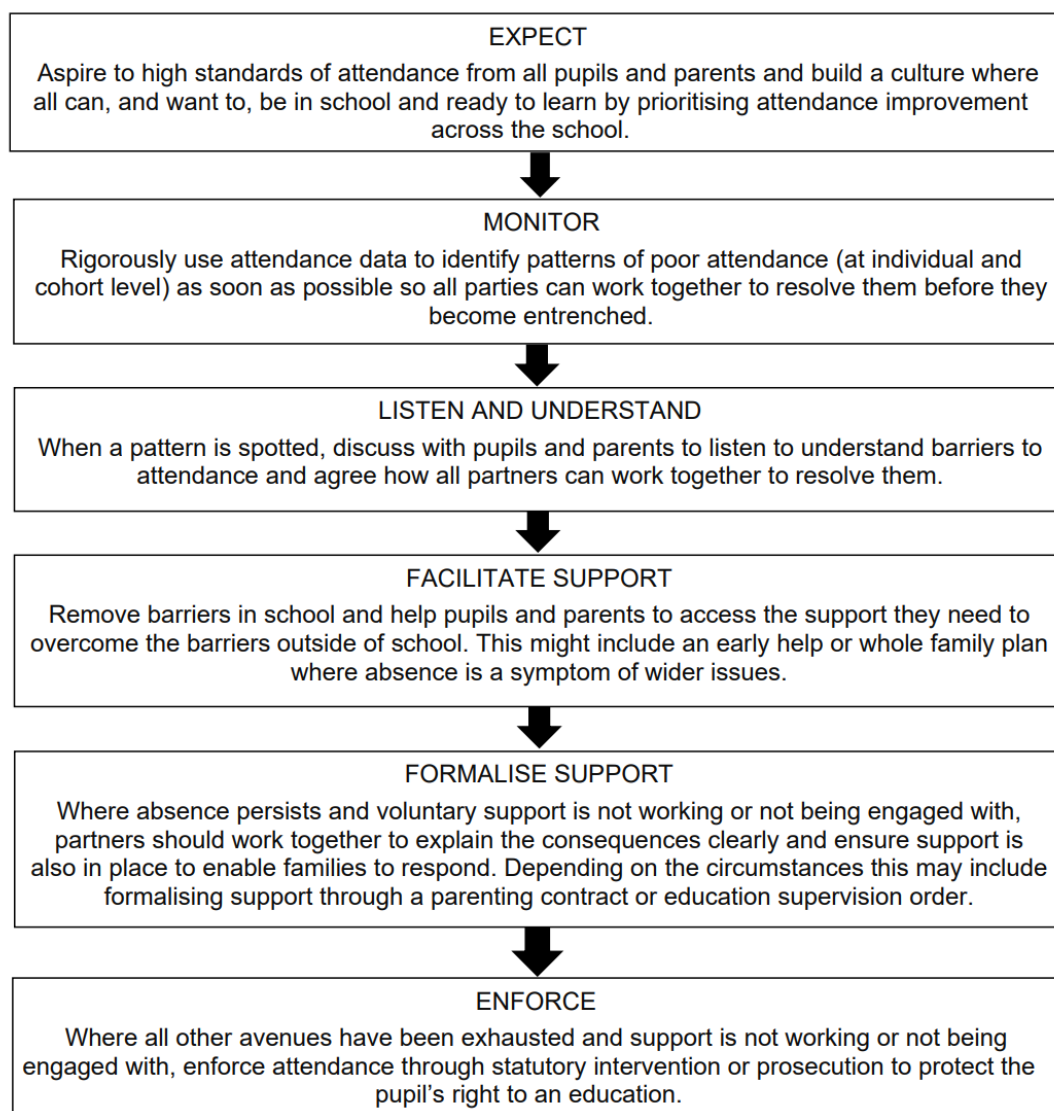 EXPECT
Aspire to high standards of attendance from all pupils and parents and build a culture where
all can, and want to, be in school and ready to learn by prioritising attendance improvement
across the school.
MONITOR
Rigorously use attendance data to identify patterns of poor attendance (at individual and
cohort level) as soon as possible so all parties can work together to resolve them before they
become entrenched.
LISTEN AND UNDERSTAND
When a pattern is spotted, discuss with pupils and parents to listen to understand barriers to
attendance and agree how all partners can work together to resolve them.
FACILITATE SUPPORT
Remove barriers in school and help pupils and parents to access the support they need to
overcome the barriers outside of school. This might include an early help or whole family plan
where absence is a symptom of wider issues.
FORMALISE SUPPORT
Where absence persists and voluntary support is not working or not being engaged with,
partners should work together to explain the consequences clearly and ensure support is
also in place to enable families to respond. Depending on the circumstances this may include
formalising support through a parenting contract or education supervision order.
ENFORCE
Where all other avenues have been exhausted and support is not working or not being
engaged with, enforce attendance through statutory intervention or prosecution to protect the
pupil's right to an education.